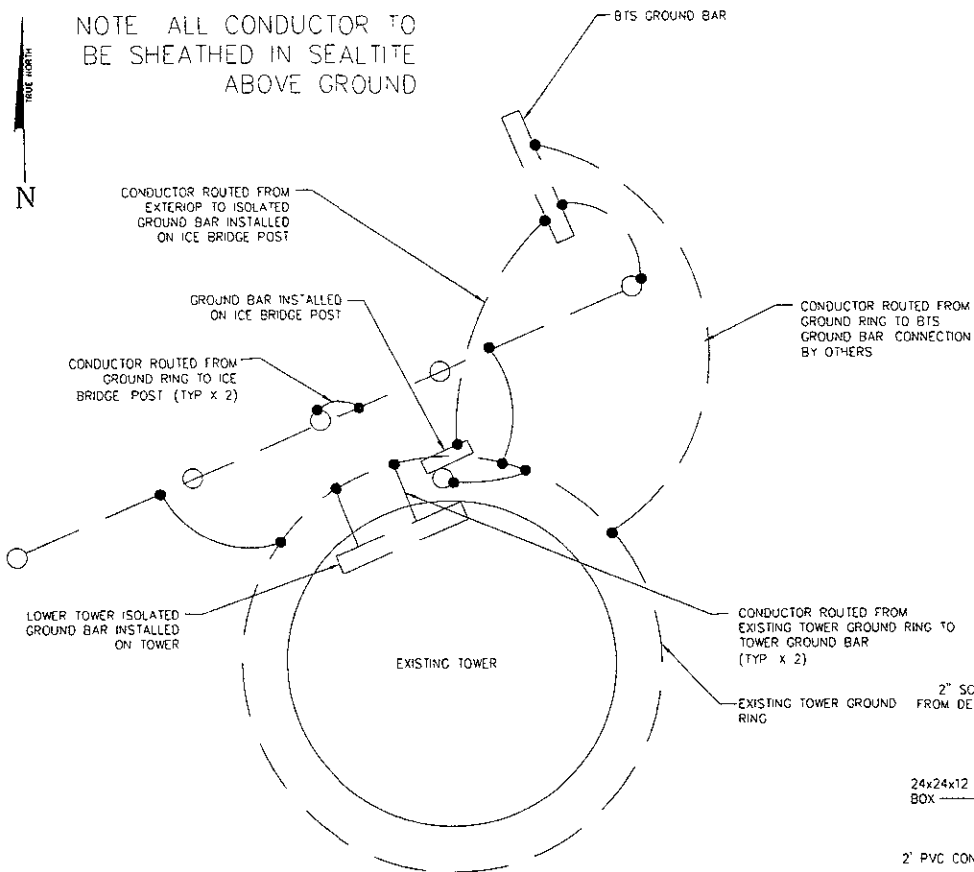 NOTE ALL CONDUCTOR TO
BE SHEATHED IN SEALTITE
ABOVE GROUND
TRUE NORTH
N
BTS GROUND BAR
CONDUCTOR ROUTED FROM
EXTERIOP TO ISOLATED
GROUND BAR INSTALLED
ON ICE BRIDGE POST
GROUND BAR INSTALLED
ON ICE BRIDGE POST
CONDUCTOR ROUTED FROM
GROUND RING TO BTS
GROUND BAR CONNECTION
BY OTHERS
CONDUCTOR ROUTED FROM
GROUND RING TO ICE
BRIDGE POST (TYP X 2)
LOWER TOWER ISOLATED
GROUND BAR INSTALLED
ON TOWER
EXISTING TOWER
CONDUCTOR ROUTED FROM
EXISTING TOWER GROUND RING TO
TOWER GROUND BAR
(TYP X 2)
EXISTING TOWER GROUND
RING
2" SC
FROM DE
24x24x12
BOX
2' PVC CON